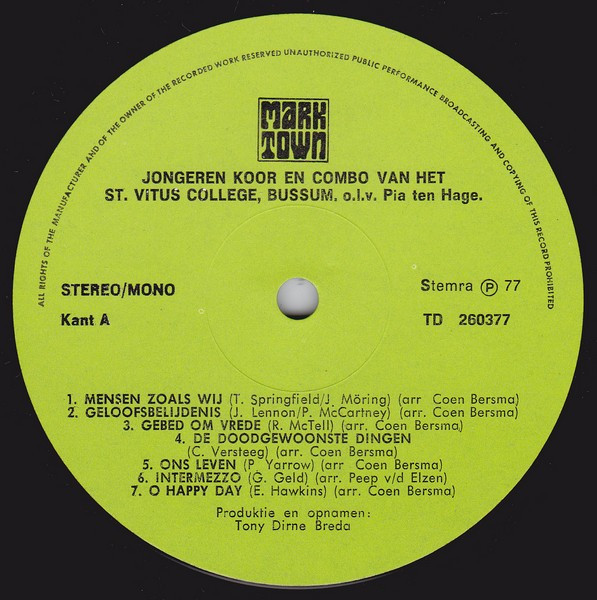 ALL RIGHTS OF THE MANUFACTURER AND OF THE OWNER OF THE RECORDED WORK RESERVED UNAUTHORIZED PUBLIC PERFORMANCE BROADCASTING AND COPYING OF THIS RECORD PROHIBITED
MARK
TOWN
JONGEREN KOOR EN COMBO VAN HET
ST. VITUS COLLEGE, BUSSUM. o.l.v. Pia ten Hage.
STEREO/MONO
Stemra Ⓟ 77
Kant A
TD 260377
1. MENSEN ZOALS WIJ (T. Springfield/J. Möring) (arr Coen Bersma)
2. GELOOFSBELIJDENIS (J. Lennon/P. McCartney) (arr. Coen Bersma)
3. GEBED OM VREDE (R. McTell) (arr. Coen Bersma)
4. DE DOODGEWOONSTE DINGEN
(C. Versteeg) (arr. Coen Bersma)
5. ONS LEVEN (P Yarrow) (arr Coen Bersma)
6. INTERMEZZO (G. Geld) (arr. Peep v/d Elzen)
7. O HAPPY DAY (E. Hawkins) (arr. Coen Bersma)
Produktie en opnamen:
Tony Dirne Breda